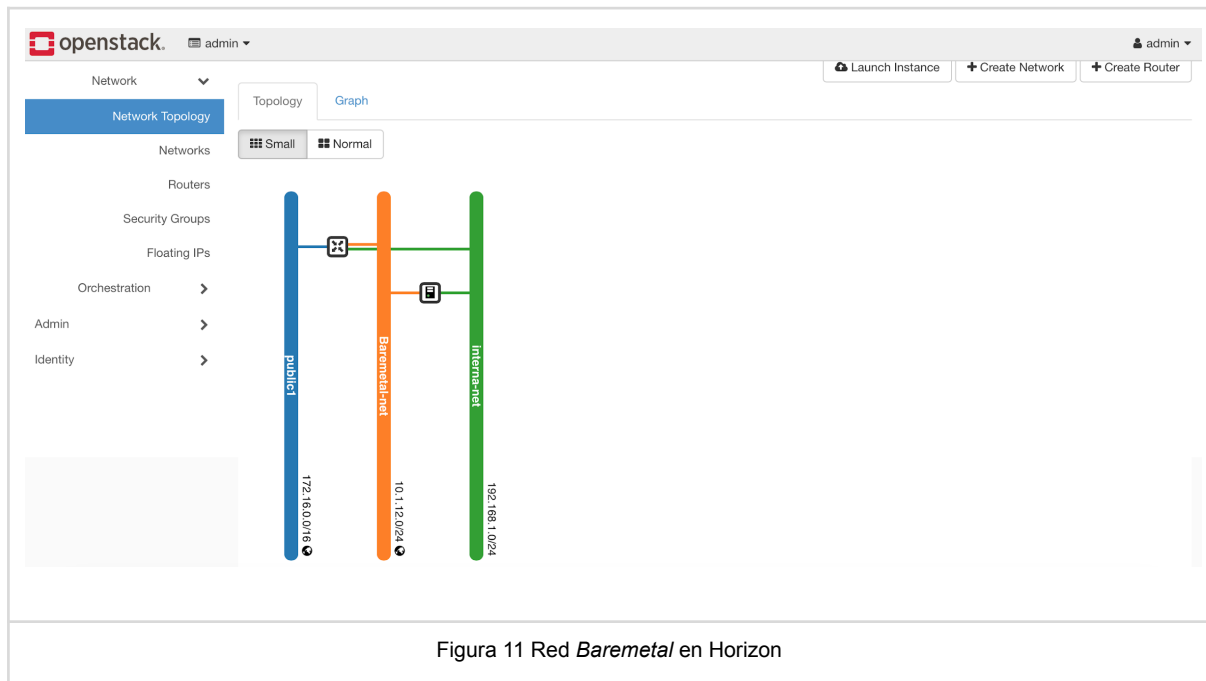 openstack. admin admin
Launch Instance + Create Network + Create Router
Network
Network Topology
Networks
Routers
Security Groups
Floating IPs
Orchestration
Admin
Identity
Topology Graph
Small Normal
public1
172.16.0.0/16
Baremetal-net
10.1.12.0/24
interna-net
192.168.1.0/24
Figura 11 Red Baremetal en Horizon